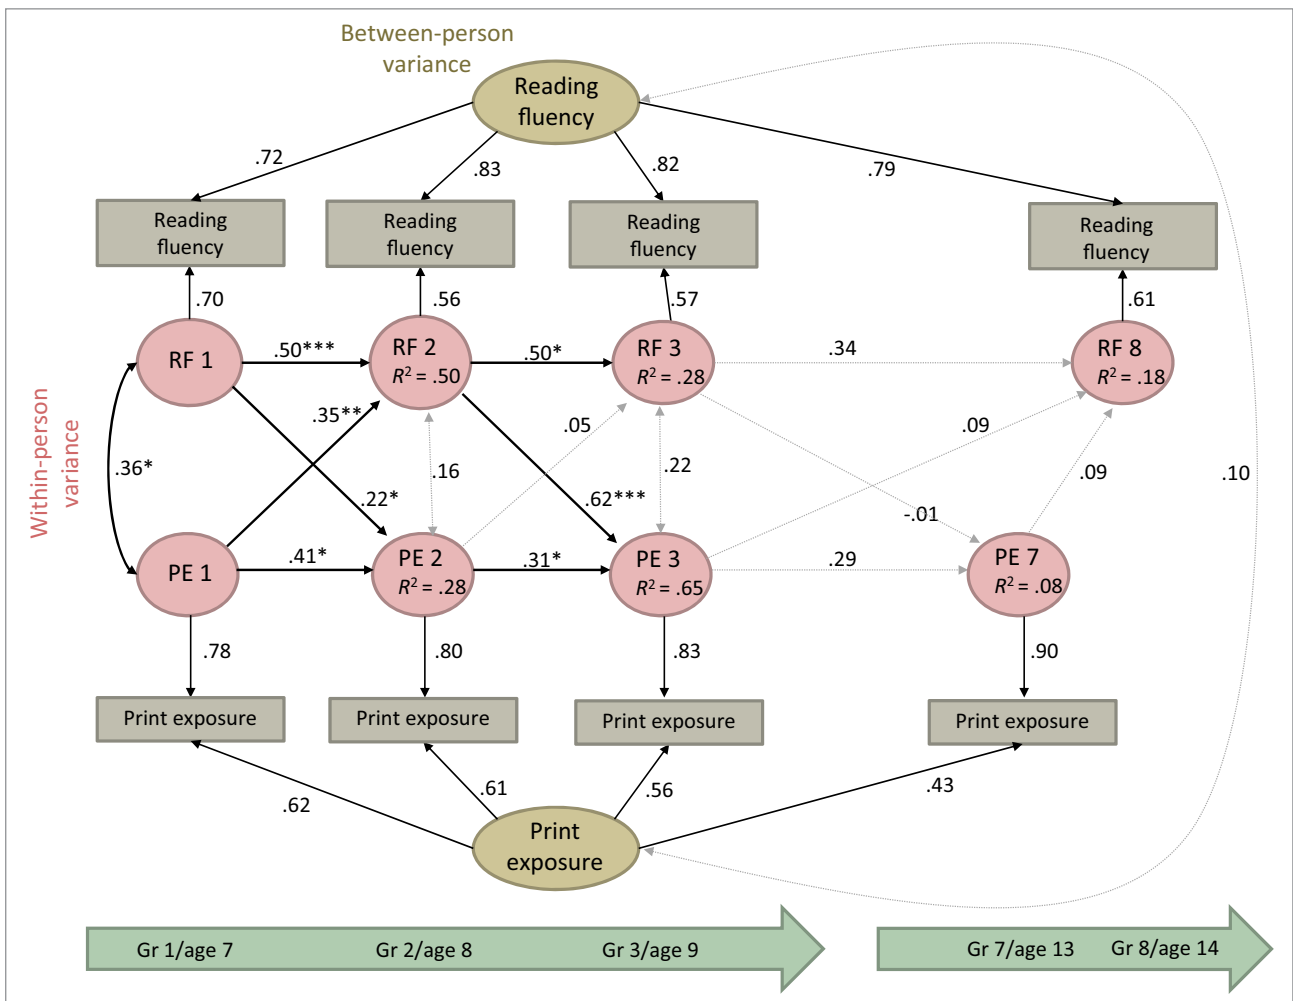 Between-person
variance
Reading
fluency
.72
.83
.82
.79
Reading
fluency
Reading
fluency
Reading
fluency
Reading
fluency
.70
.56
.57
.61
RF 1
RF 2
R² = .50
RF 3
R² = .28
RF 8
R² = .18
.50***
.50*
.34
Within-person
variance
.36*
.35**
.22*
.16
.05
.62***
.22
.09
-.01
.09
.10
PE 1
PE 2
R² = .28
PE 3
R² = .65
PE 7
R² = .08
.41*
.31*
.29
.78
.80
.83
.90
Print exposure
Print exposure
Print exposure
Print exposure
.62
.61
.56
.43
Print
exposure
Gr 1/age 7
Gr 2/age 8
Gr 3/age 9
Gr 7/age 13
Gr 8/age 14